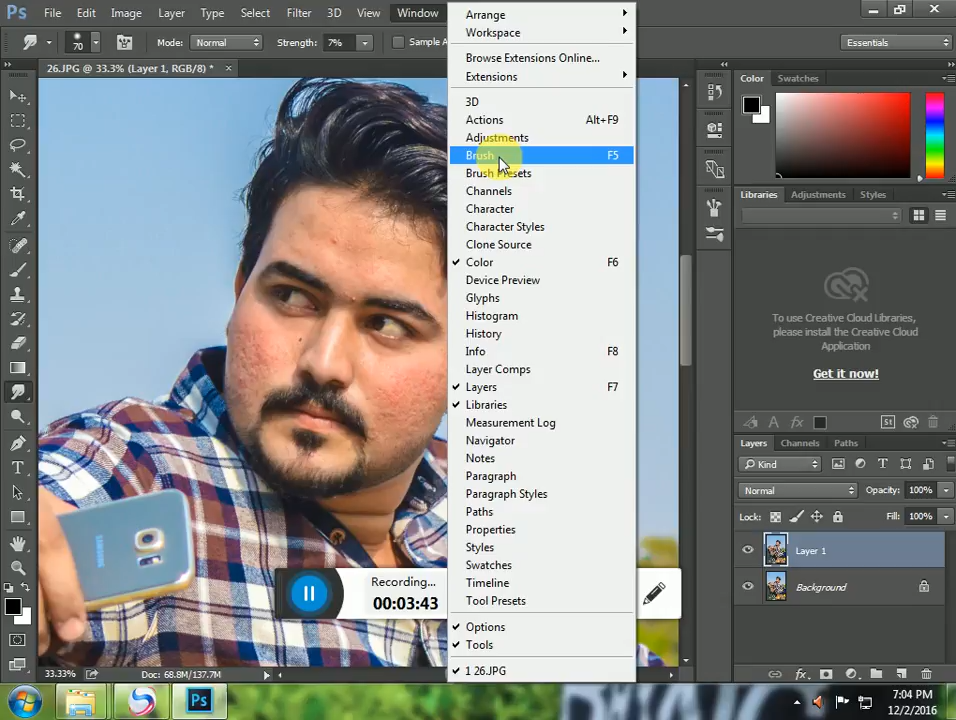 Ps File Edit Image Layer Type Select Filter 3D View Window
70 Mode: Normal Strength: 7% Sample A Essentials
26.JPG @ 33.3% (Layer 1, RGB/8) *
Arrange
Workspace
Browse Extensions Online...
Extensions
3D
Actions Alt+F9
Adjustments
Brush F5
Brush Presets
Channels
Character
Character Styles
Clone Source
Color F6
Device Preview
Glyphs
Histogram
History
Info F8
Layer Comps
Layers F7
Libraries
Measurement Log
Navigator
Notes
Paragraph
Paragraph Styles
Paths
Properties
Styles
Swatches
Timeline
Tool Presets
Options
Tools
1 26.JPG
Color Swatches
Libraries Adjustments Styles
To use Creative Cloud Libraries,
please install the Creative Cloud
Application
Get it now!
Layers Channels Paths
Kind
Normal Opacity: 100%
Lock: Fill: 100%
Layer 1
Background
SAMSUNG
Recording...
00:03:43
33.33% Doc: 68.8M/137.7M
Ps
7:04 PM
12/2/2016